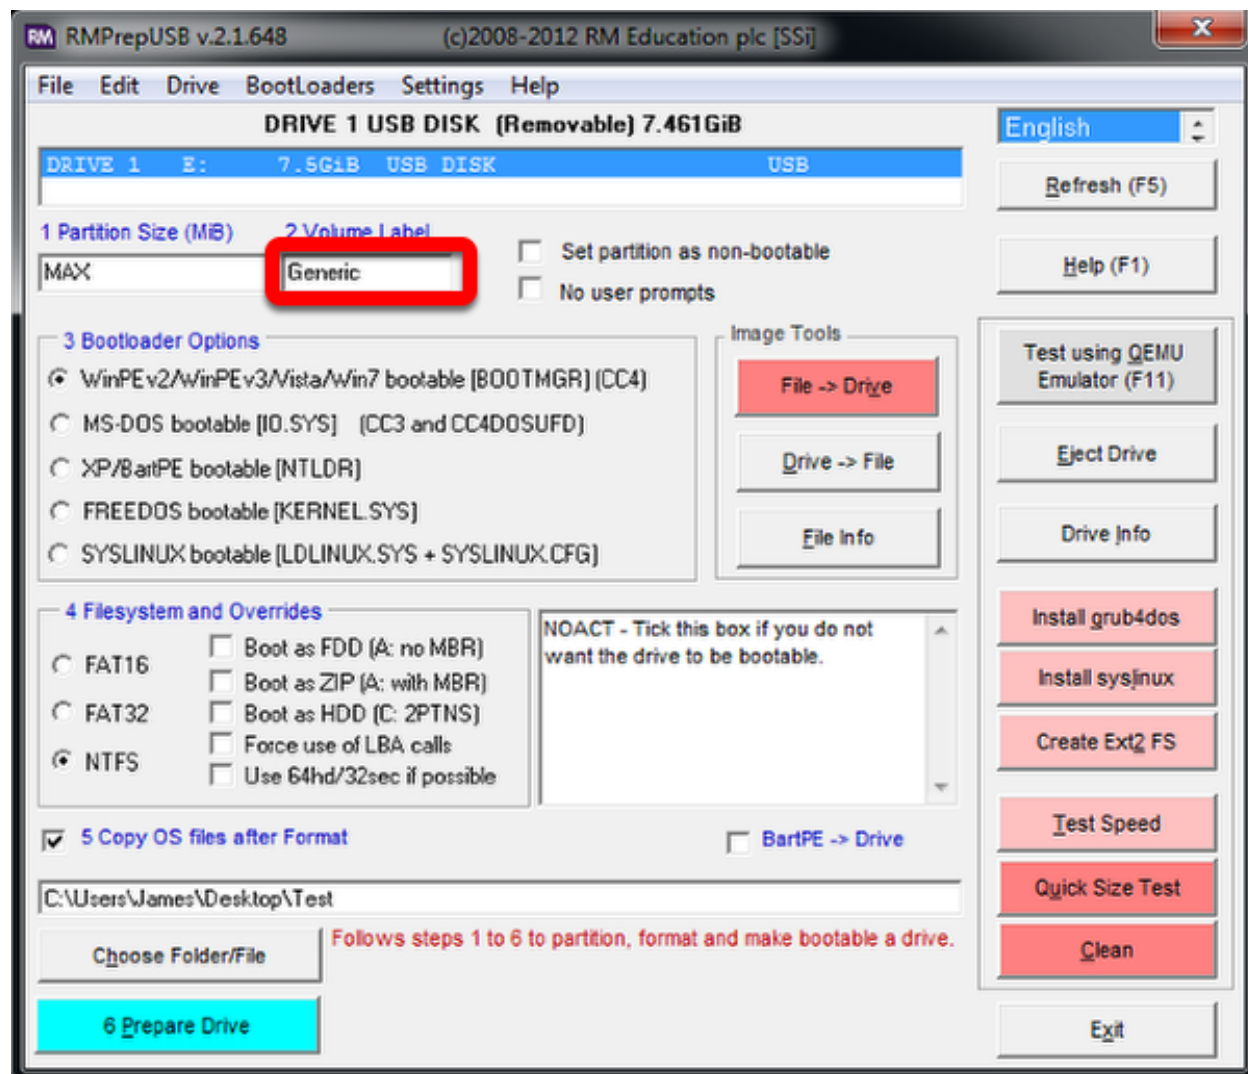 RM RMPrepUSB v.2.1.648 (c)2008-2012 RM Education plc [SSi] X
File Edit Drive BootLoaders Settings Help
DRIVE 1 USB DISK (Removable) 7.461GiB
English
DRIVE 1 E: 7.5GiB USB DISK USB
Refresh (F5)
1 Partition Size (MiB) 2 Volume Label
MAX Generic
Set partition as non-bootable
No user prompts
Help (F1)
3 Bootloader Options
WinPEv2/WinPEv3/Vista/Win7 bootable [BOOTMGR] (CC4)
MS-DOS bootable [IO.SYS] (CC3 and CC4DOSUFD)
XP/BartPE bootable [NTLDR]
FREEDOS bootable [KERNEL.SYS]
SYSLINUX bootable [LDLINUX.SYS + SYSLINUX.CFG]
Image Tools
File -> Drive
Drive -> File
File Info
Test using QEMU
Emulator (F11)
Eject Drive
Drive Info
4 Filesystem and Overrides
FAT16
FAT32
NTFS
Boot as FDD (A: no MBR)
Boot as ZIP (A: with MBR)
Boot as HDD (C: 2PTNS)
Force use of LBA calls
Use 64hd/32sec if possible
NOACT - Tick this box if you do not
want the drive to be bootable.
Install grub4dos
Install syslinux
Create Ext2 FS
Test Speed
Quick Size Test
Clean
5 Copy OS files after Format
BartPE -> Drive
C:\Users\James\Desktop\Test
Choose Folder/File
Follows steps 1 to 6 to partition, format and make bootable a drive.
6 Prepare Drive
Exit